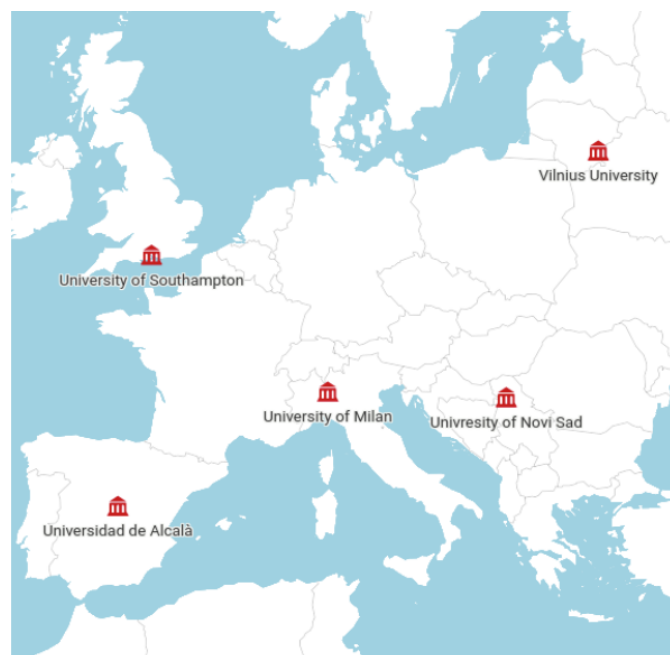 Vilnius University
University of Southampton
University of Milan
Univresity of Novi Sad
Universidad de Alcalà